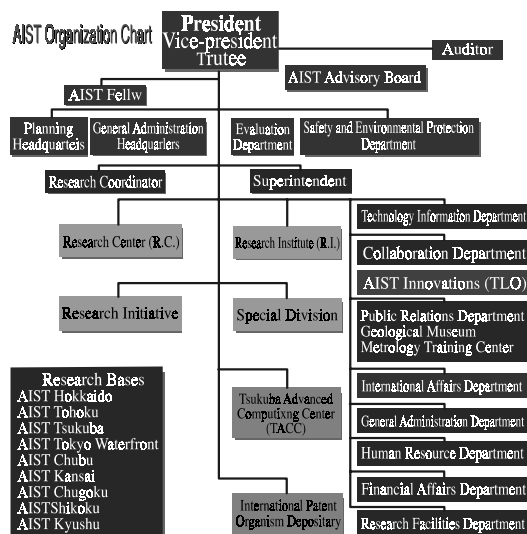 AIST Organization Chart
President
Vice-president
Trutee
Auditor
AIST Advisory Board
AIST Fellw
Planning
Headquarteis
General Administration
Headquarlers
Evaluation
Department
Safety and Environmental Protection
Department
Research Coordinator
Superintendent
Research Center (R.C.)
Research Institute (R.I.)
Technology Information Department
Collaboration Department
AIST Innovations (TLO)
Research Initiative
Special Division
Public Relations Department
Geological Museum
Metrology Training Center
Research Bases
AIST Hokkaido
AIST Tohoku
AIST Tsukuba
AIST Tokyo Waterfront
AIST Chubu
AIST Kansai
AIST Chugoku
AISTShikoku
AIST Kyushu
Tsukuba Advanced
Computixng Center
(TACC)
International Patent
Organism Depositary
International Affairs Department
General Administration Department
Human Resource Department
Financial Affairs Department
Research Facilities Department